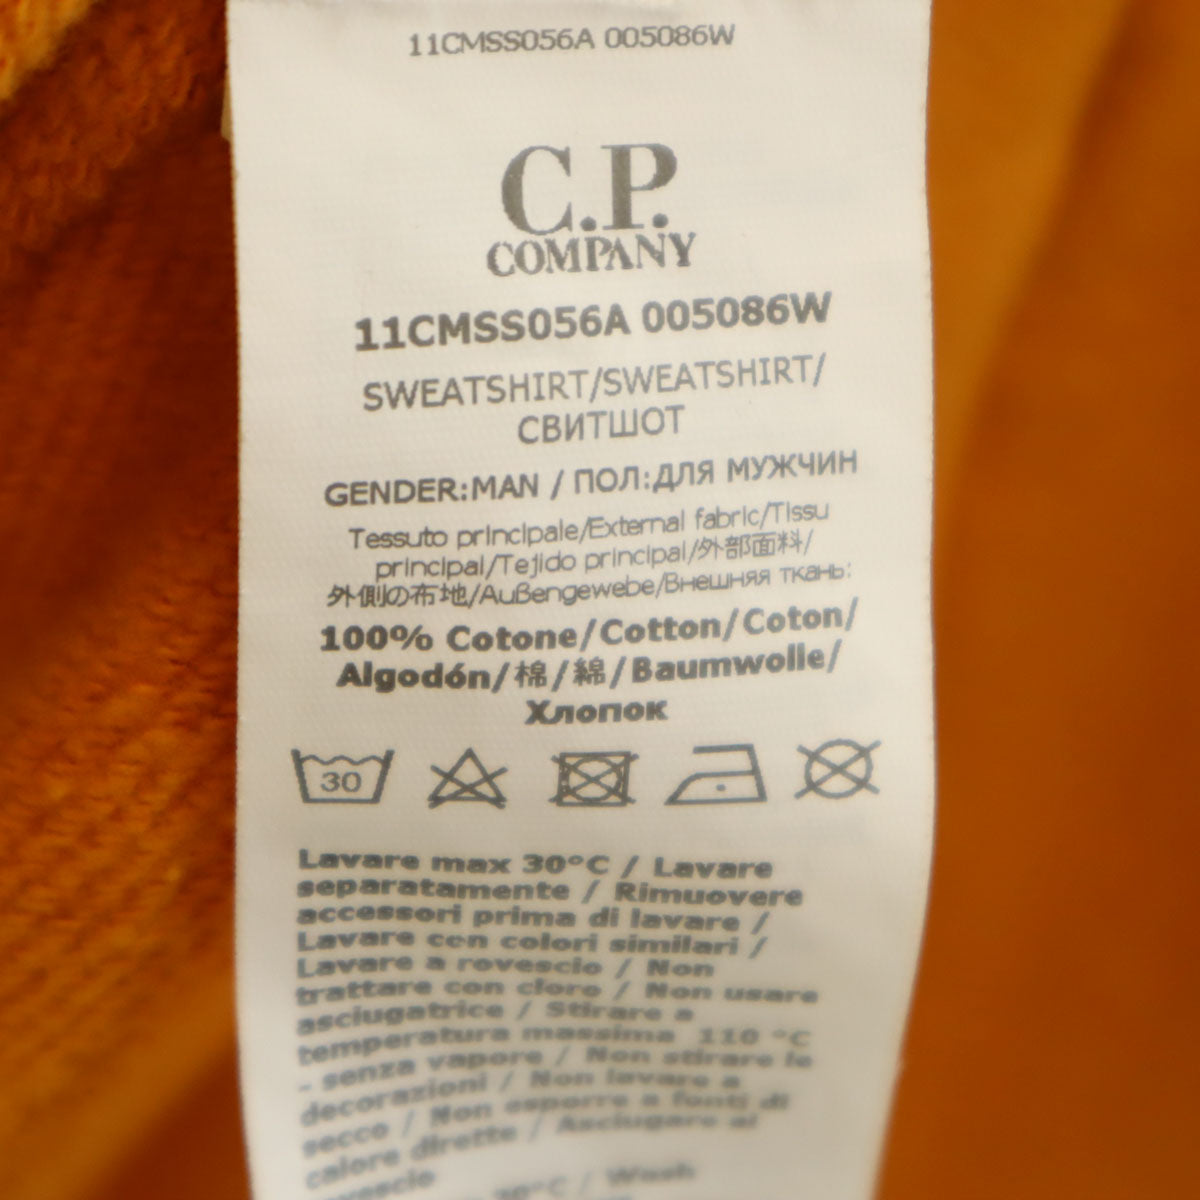 11CMSS056A 005086W
C.P.
COMPANY
11CMSS056A 005086W
SWEATSHIRT/SWEATSHIRT/
СВИТШОТ
GENDER:MAN / ПОЛ:ДЛЯ МУЖЧИН
Tessuto principale/External fabric/Tissu
principal/Tejido principal/外部面料/
外側の布地/Außengewebe/Внешняя ткань:
100% Cotone/Cotton/Coton/
Algodón/棉/綿/Baumwolle/
Хлопок
30
Lavare max 30°C / Lavare
separatamente / Rimuovere
accessori prima di lavare /
Lavare con colori similari /
Lavare a rovescio / Non
trattare con cloro / Non usare
asciugatrice / Stirare a
temperatura massima 110 °C
- senza vapore / Non stirare le
decorazioni / Non lavare a
secco / Non esporre a fonti di
calore dirette / Asciugare al
rovescio
30°C / Wash